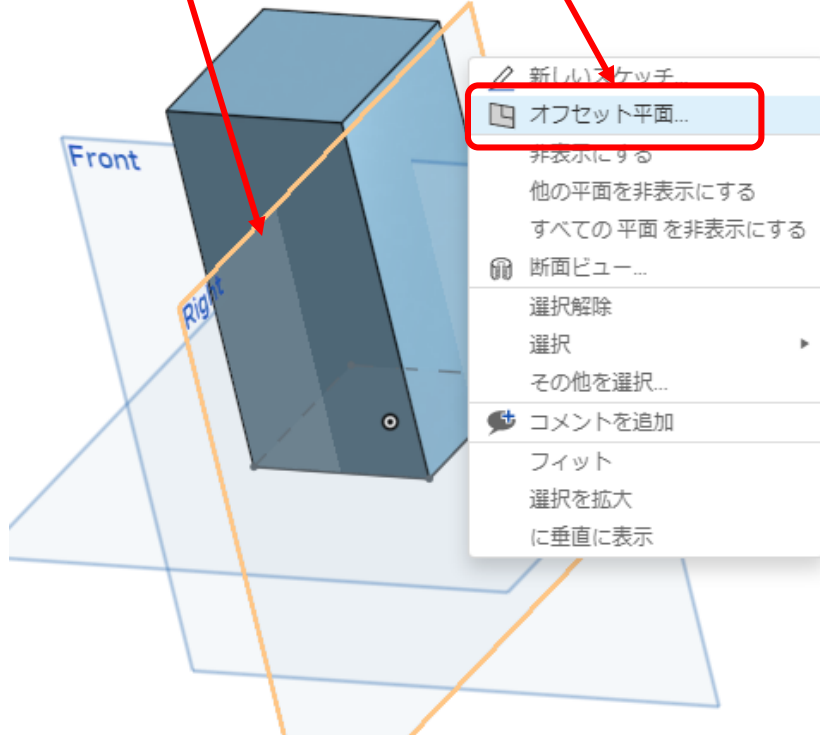 新しいスケッチ...
オフセット平面...
非表示にする
他の平面を非表示にする
すべての 平面 を非表示にする
断面ビュー...
選択解除
選択
その他を選択...
コメントを追加
フィット
選択を拡大
に垂直に表示
Front
Right